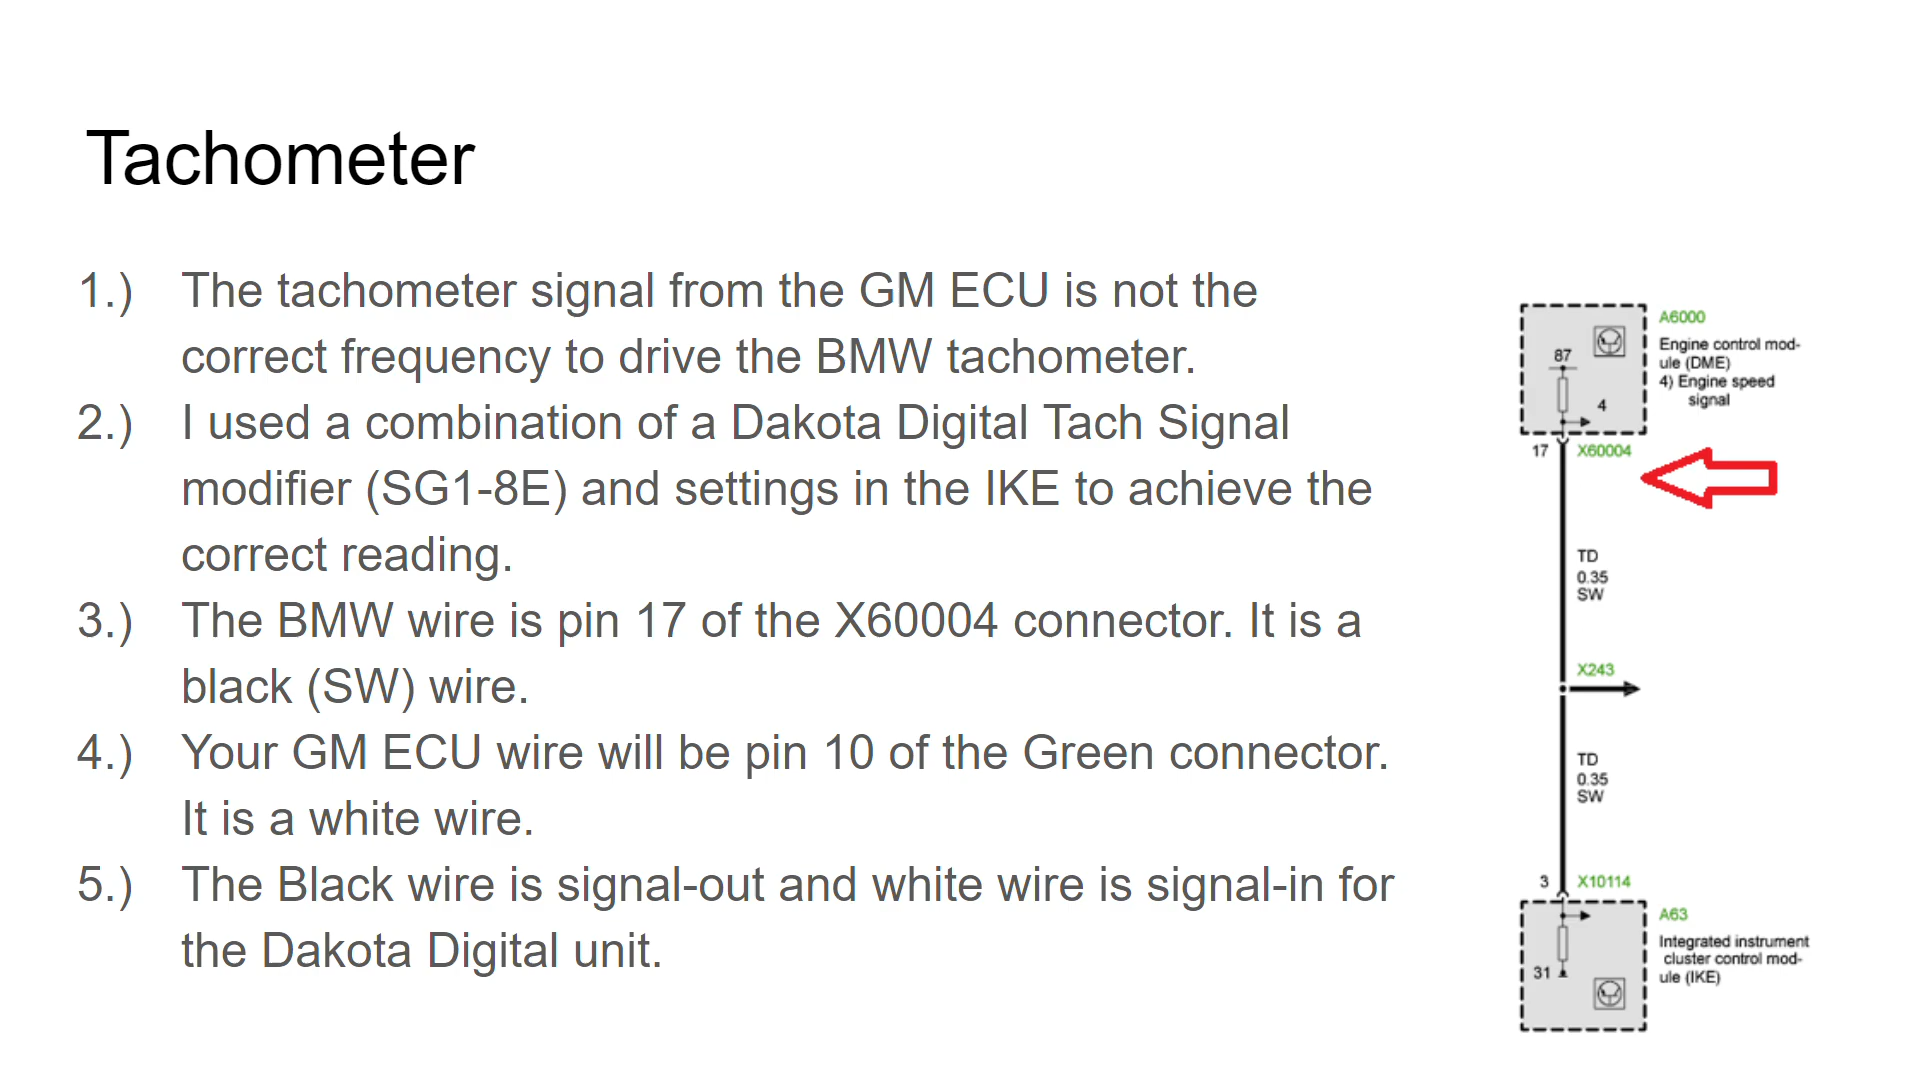 Tachometer
1.) The tachometer signal from the GM ECU is not the
correct frequency to drive the BMW tachometer.
2.) I used a combination of a Dakota Digital Tach Signal
modifier (SG1-8E) and settings in the IKE to achieve the
correct reading.
3.) The BMW wire is pin 17 of the X60004 connector. It is a
black (SW) wire.
4.) Your GM ECU wire will be pin 10 of the Green connector.
It is a white wire.
5.) The Black wire is signal-out and white wire is signal-in for
the Dakota Digital unit.
A6000
Engine control mod-
ule (DME)
4) Engine speed
signal
87
4
17 X60004
TD
0.35
SW
X243
TD
0.35
SW
3 X10114
A63
Integrated instrument
cluster control mod-
ule (IKE)
31